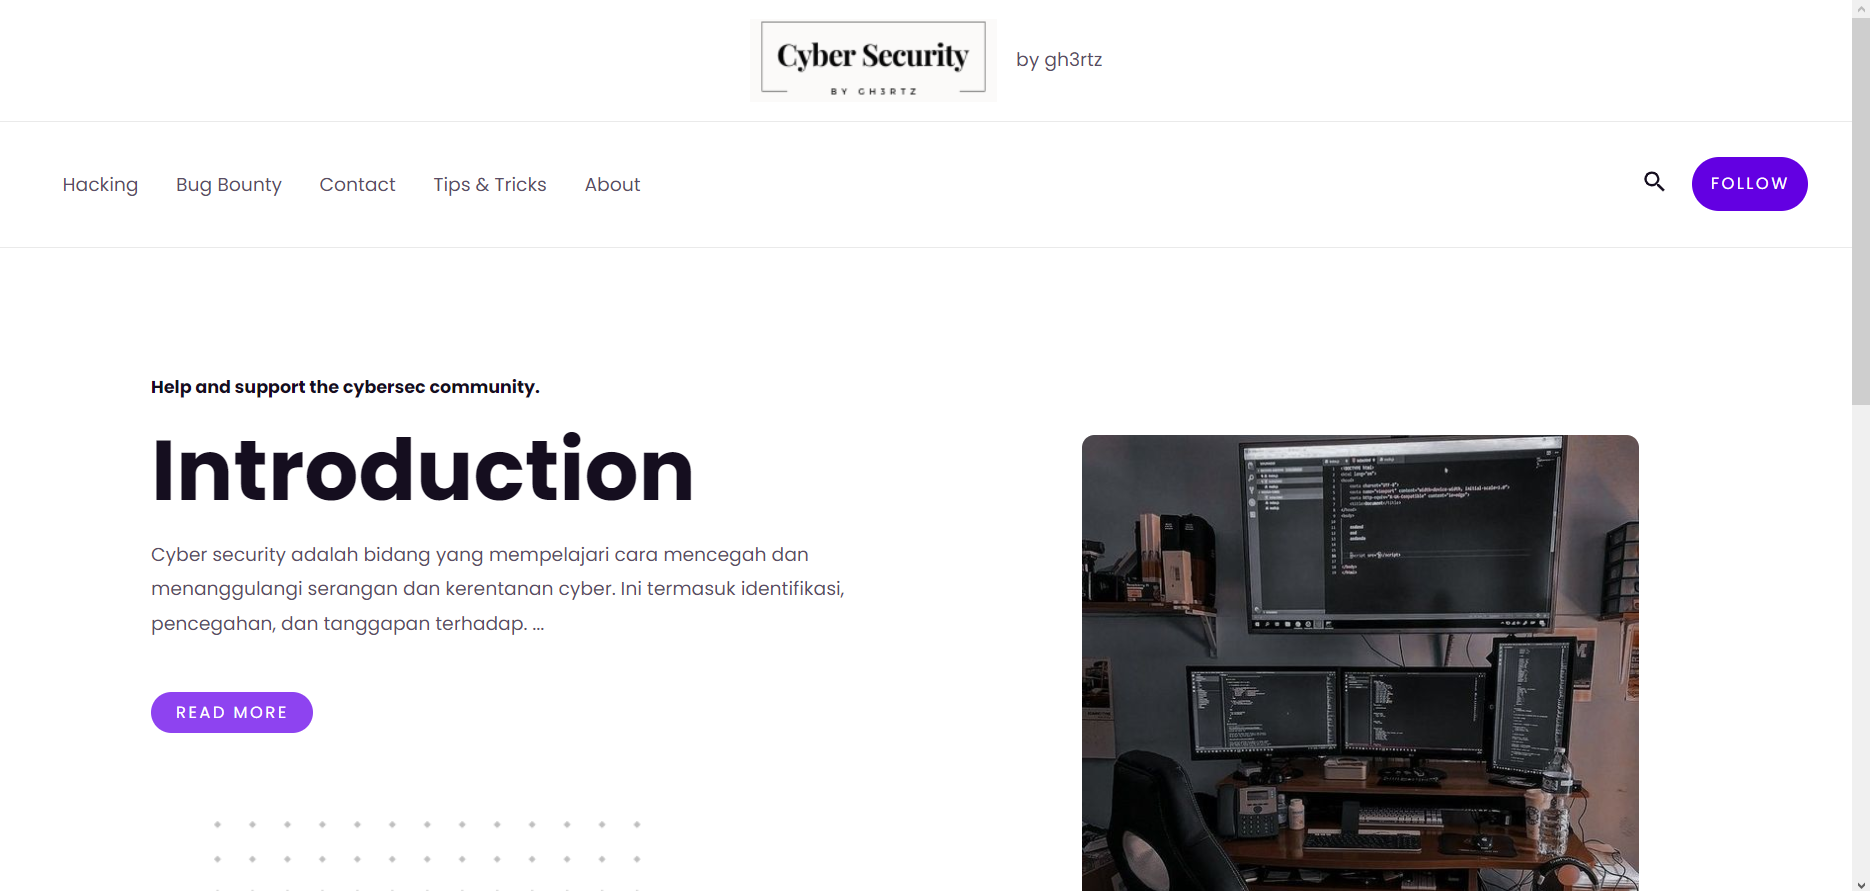 Cyber Security
BY GH3RTZ
by gh3rtz
Hacking
Bug Bounty
Contact
Tips & Tricks
About
FOLLOW
Help and support the cybersec community.
Introduction
Cyber security adalah bidang yang mempelajari cara mencegah dan
menanggulangi serangan dan kerentanan cyber. Ini termasuk identifikasi,
pencegahan, dan tanggapan terhadap. ...
READ MORE